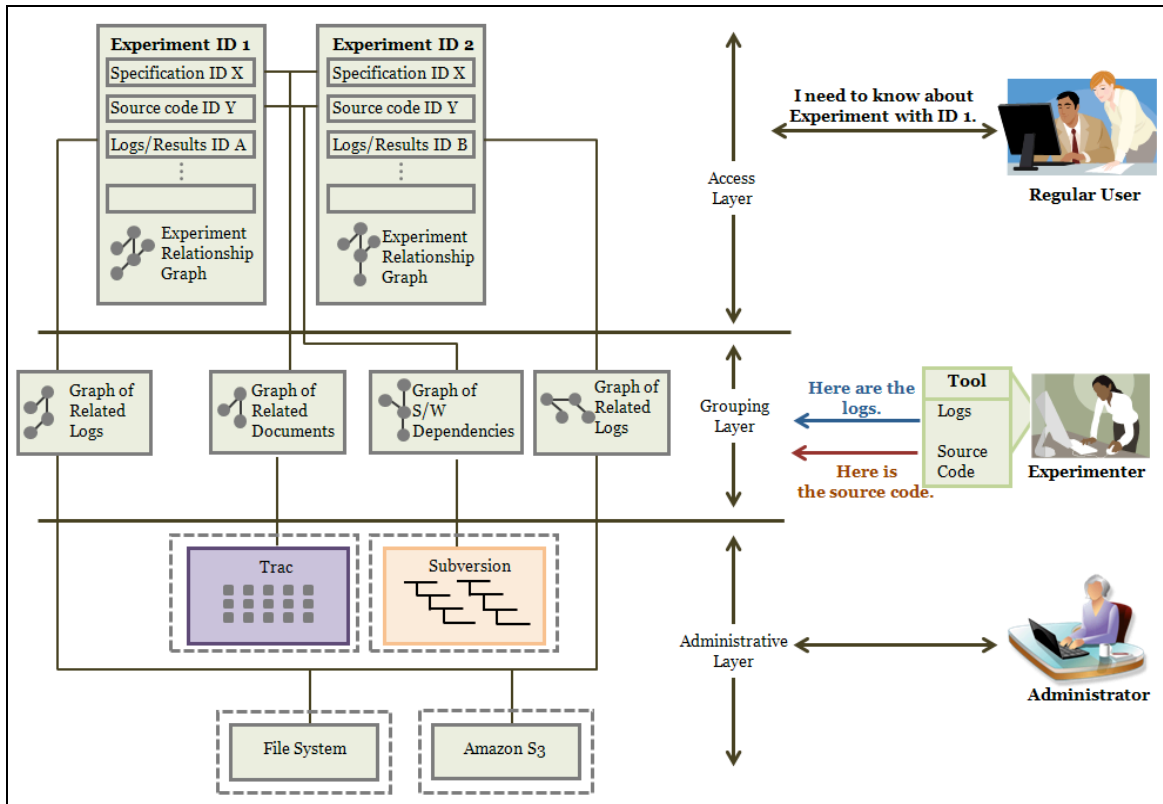 Experiment ID 1
Specification ID X
Source code ID Y
Logs/Results ID A
Experiment
Relationship
Graph
Experiment ID 2
Specification ID X
Source code ID Y
Logs/Results ID B
Experiment
Relationship
Graph
Access
Layer
I need to know about
Experiment with ID 1.
Regular User
Graph of
Related
Logs
Graph of
Related
Documents
Graph of
S/W
Dependencies
Graph of
Related
Logs
Grouping
Layer
Here are the
logs.
Here is
the source code.
Tool
Logs
Source
Code
Experimenter
Trac
Subversion
Administrative
Layer
Administrator
File System
Amazon S3